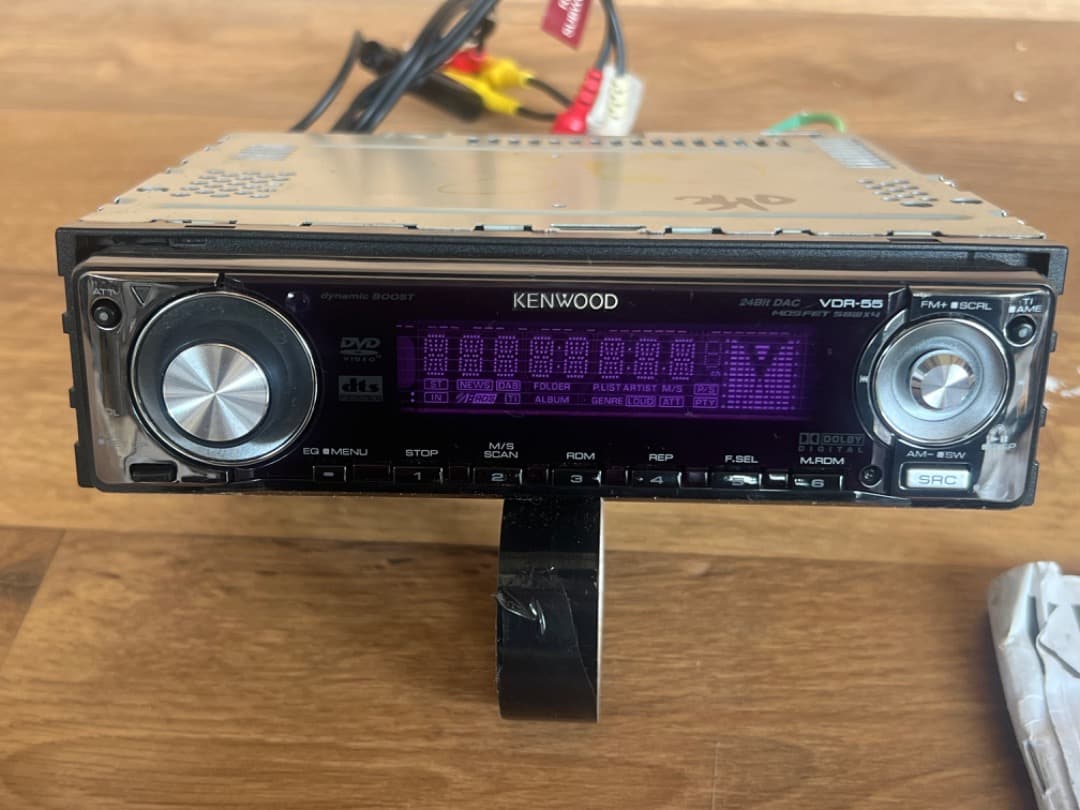 dynamic BOOST
KENWOOD
24Bit DAC
VDR-55
MOSFET 50Wx4
ATT
FM+ ■SCRL
TI
■AME
DVD
VIDEO
dts
ST NEWS DAB FOLDER P.LIST ARTIST M/S P/S
IN RDS TI ALBUM GENRE LOUD ATT PTY
DOLBY
DIGITAL
EQ ■MENU
STOP
M/S
SCAN
RDM
REP
F.SEL
M.RDM
AM- ■SW
1
2
3
4
5
6
SRC